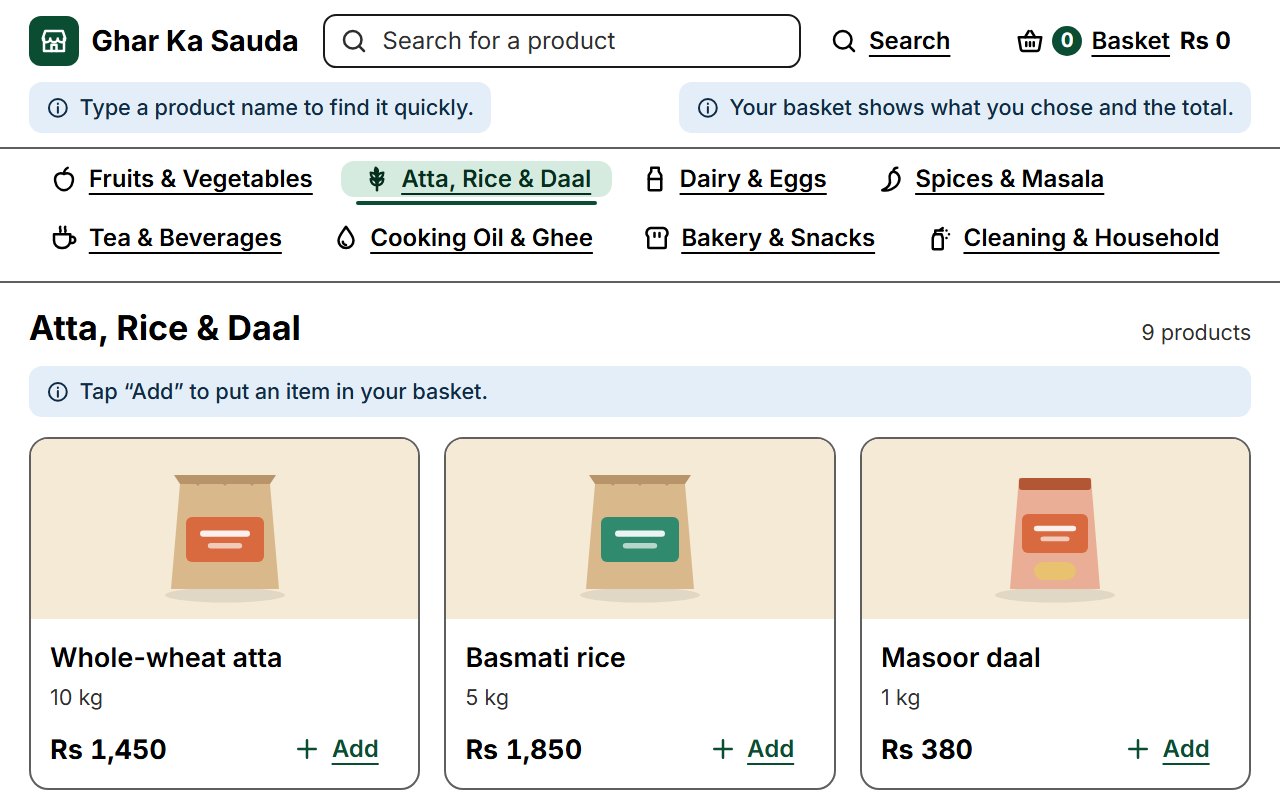 Ghar Ka Sauda
Search for a product
Search
0 Basket Rs 0
Type a product name to find it quickly.
Your basket shows what you chose and the total.
Fruits & Vegetables
Atta, Rice & Daal
Dairy & Eggs
Spices & Masala
Tea & Beverages
Cooking Oil & Ghee
Bakery & Snacks
Cleaning & Household
Atta, Rice & Daal
9 products
Tap “Add” to put an item in your basket.
Whole-wheat atta
10 kg
Rs 1,450
Add
Basmati rice
5 kg
Rs 1,850
Add
Masoor daal
1 kg
Rs 380
Add